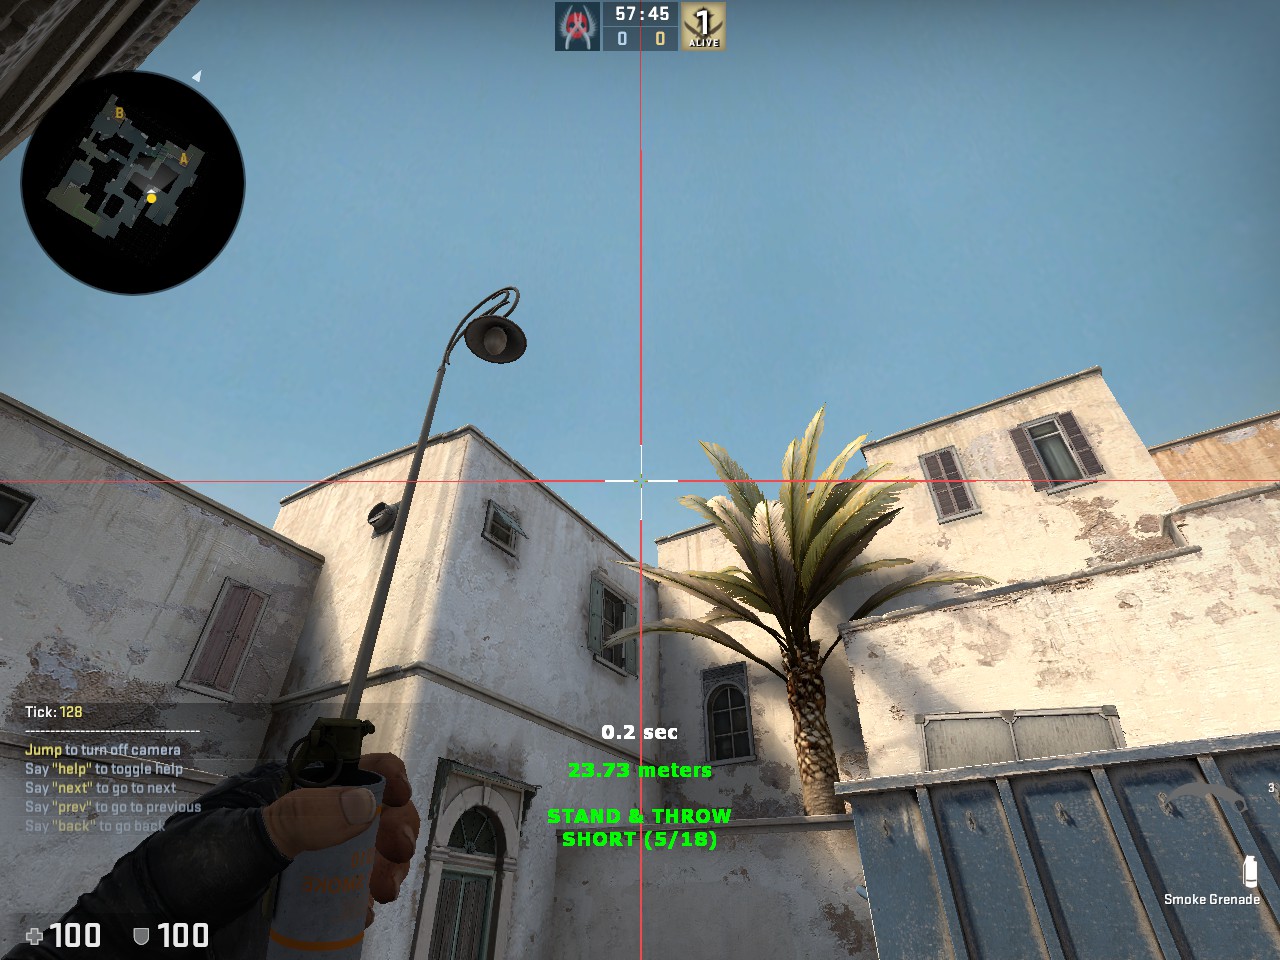 57:45
0 0
1
ALIVE
B
A
Tick: 128
----------------------------------
Jump to turn off camera
Say "help" to toggle help
Say "next" to go to next
Say "prev" to go to previous
Say "back" to go back
0.2 sec
23.73 meters
STAND & THROW
SHORT (5/18)
3
Smoke Grenade
100 100